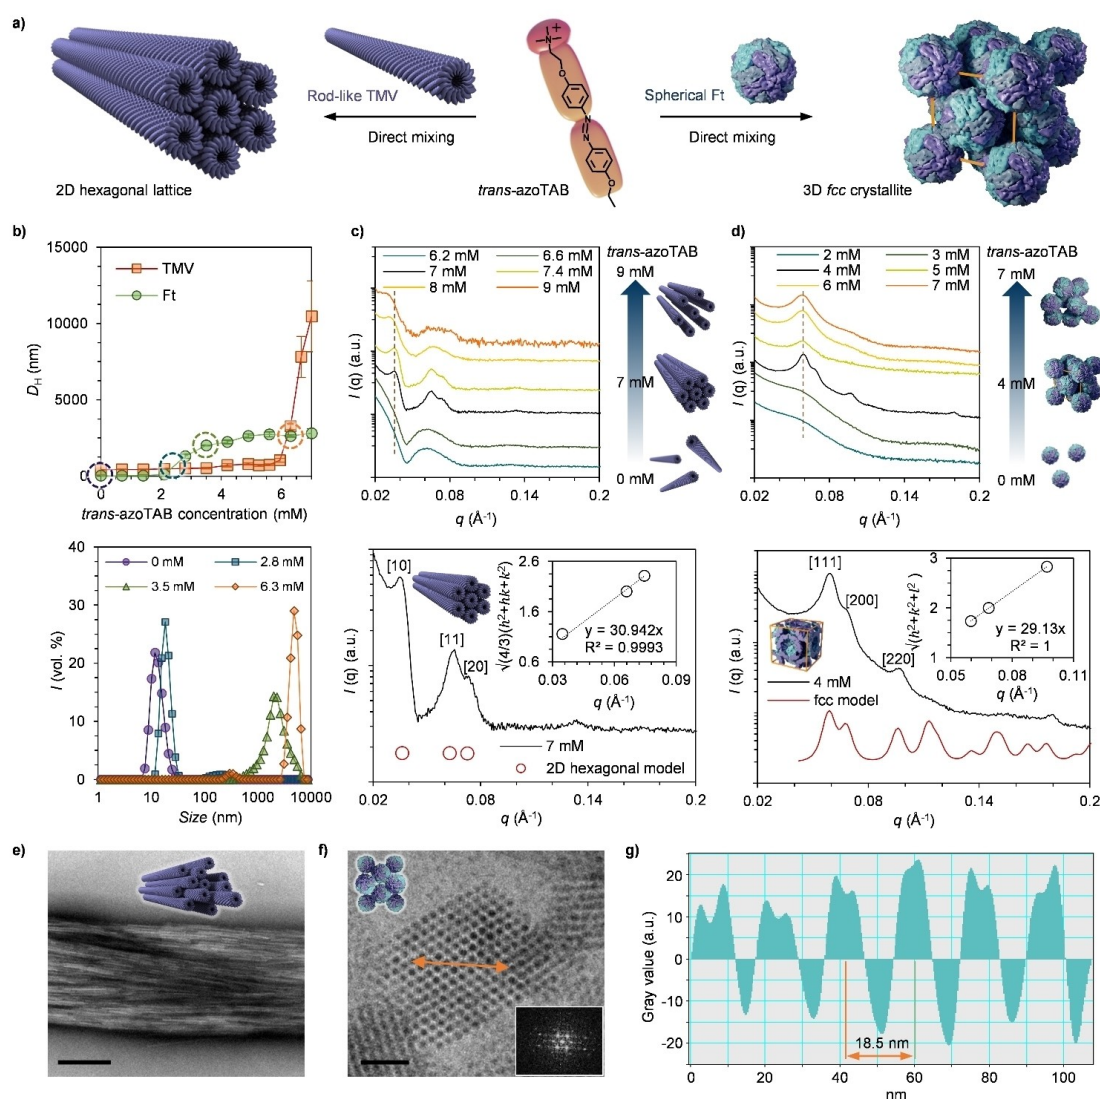 a)
Rod-like TMV
Direct mixing
2D hexagonal lattice
N
+
O
N
N
O
trans-azoTAB
Spherical Ft
Direct mixing
3D fcc crystallite
b)
15000
10000
5000
0
DH (nm)
TMV
Ft
0 2 4 6
trans-azoTAB concentration (mM)
40
30
20
10
0
I (vol. %)
0 mM
2.8 mM
3.5 mM
6.3 mM
1 10 100 1000 10000
Size (nm)
c)
6.2 mM
6.6 mM
7 mM
7.4 mM
8 mM
9 mM
I (q) (a.u.)
0.02 0.08 0.14 0.2
q (Å-1)
trans-azoTAB
9 mM
7 mM
0 mM
[10]
[11]
[20]
I (q) (a.u.)
2.6
1.6
0.6
√(4/3)(h²+hk+k²)
y = 30.942x
R² = 0.9993
0.03 0.06 0.09
q (Å-1)
7 mM
2D hexagonal model
0.02 0.08 0.14 0.2
q (Å-1)
d)
2 mM
3 mM
4 mM
5 mM
6 mM
7 mM
I (q) (a.u.)
0.02 0.08 0.14 0.2
q (Å-1)
trans-azoTAB
7 mM
4 mM
0 mM
[111]
[200]
[220]
I (q) (a.u.)
3
2
1
√(h²+k²+l²)
y = 29.13x
R² = 1
0.05 0.08 0.11
q (Å-1)
4 mM
fcc model
0.02 0.08 0.14 0.2
q (Å-1)
e)
f)
g)
20
10
0
-10
-20
Gray value (a.u.)
18.5 nm
0 20 40 60 80 100
nm